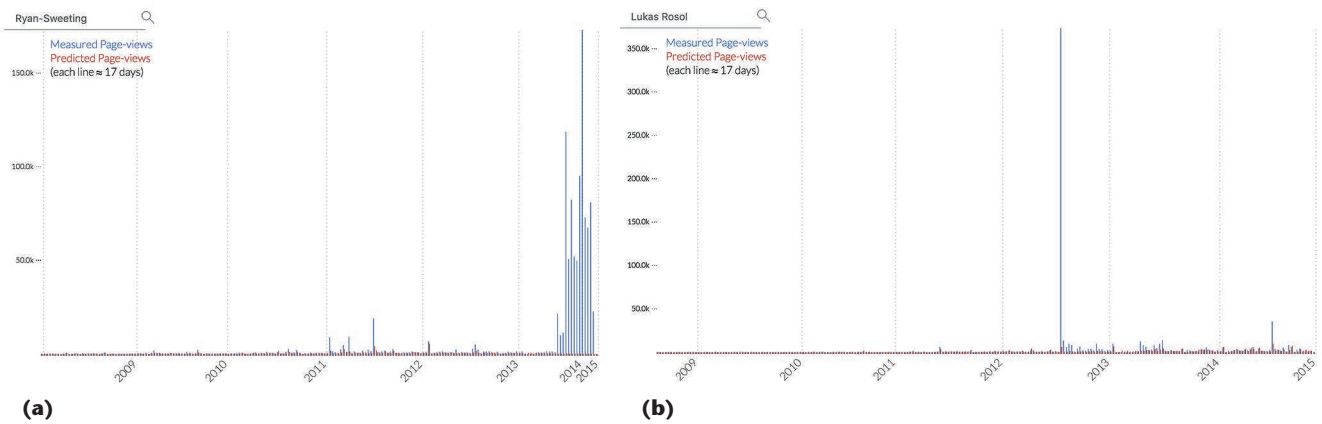 Ryan-Sweeting
Measured Page-views
Predicted Page-views
(each line ≈ 17 days)
150.0k
100.0k
50.0k
2009
2010
2011
2012
2013
2014
2015
(a)
Lukas Rosol
Measured Page-views
Predicted Page-views
(each line ≈ 17 days)
350.0k
300.0k
250.0k
200.0k
150.0k
100.0k
50.0k
2009
2010
2011
2012
2013
2014
2015
(b)